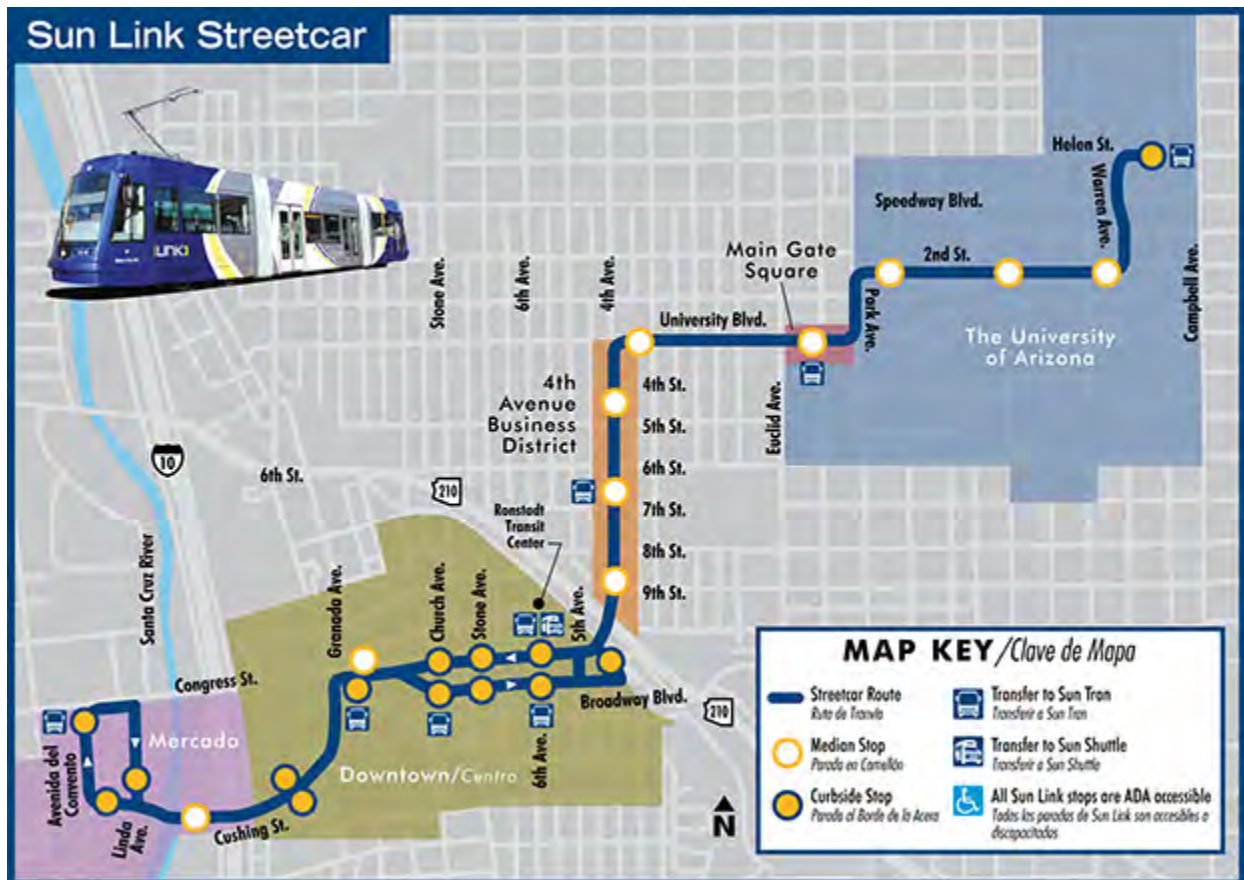 Sun Link Streetcar
LINK
Helen St.
Warren Ave.
Speedway Blvd.
Campbell Ave.
Main Gate
Square
2nd St.
Park Ave.
Stone Ave.
6th Ave.
4th Ave.
University Blvd.
The University
of Arizona
4th
Avenue
Business
District
4th St.
5th St.
6th St.
7th St.
8th St.
9th St.
Euclid Ave.
10
6th St.
210
Ronstadt
Transit
Center
Santa Cruz River
Granada Ave.
Church Ave.
Stone Ave.
5th Ave.
Congress St.
Broadway Blvd.
210
Mercado
Avenida del
Convento
Linda
Ave.
Cushing St.
Downtown/Centro
6th Ave.
N
MAP KEY/Clave de Mapa
Streetcar Route
Ruta de Tranvía
Median Stop
Parada en Camellón
Curbside Stop
Parada al Borde de la Acera
Transfer to Sun Tran
Transferir a Sun Tran
Transfer to Sun Shuttle
Transferir a Sun Shuttle
All Sun Link stops are ADA accessible
Todas las paradas de Sun Link son accesibles a
discapacitados